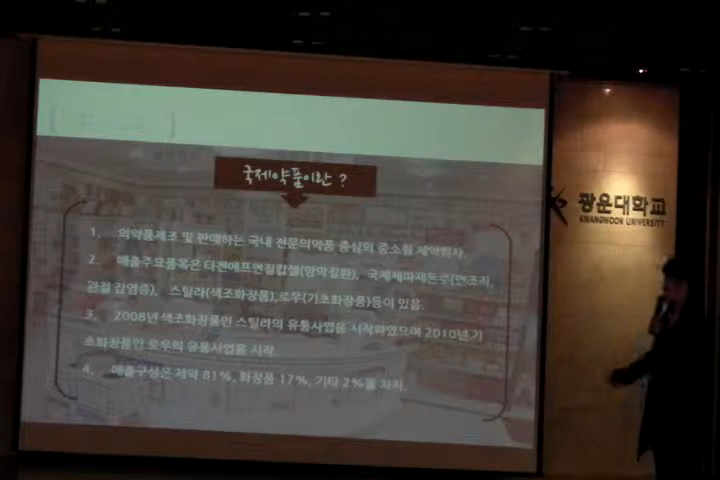 국제약품이란 ?
1. 의약품제조 및 판매하는 국내 전문의약품 중심의 중소형 제약회사.
2. 매출주요품목은 타겐에프연질캅셀(망막질환), 국제세파제돈주(연조직,
관절 감염증), 스틸라(색조화장품), 로우(기초화장품)등이 있음.
3. 2008년 색조화장품인 스틸라의 유통사업을 시작하였으며 2010년 기
초화장품인 로우의 유통사업을 시작
4. 매출구성은 제약 81%, 화장품 17%, 기타 2%를 차지.
광운대학교
KWANGWOON UNIVERSITY